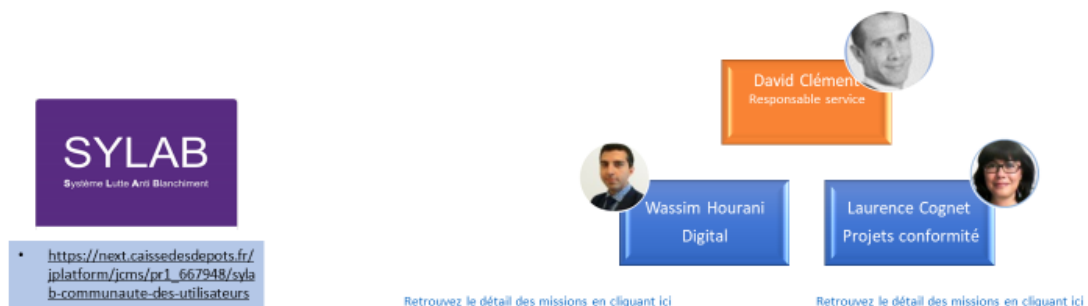 SYLAB
Système Lutte Anti Blanchiment
• https://next.caissedesdepots.fr/
jplatform/jcms/pr1_667948/syla
b-communaute-des-utilisateurs
David Clément
Responsable service
Wassim Hourani
Digital
Laurence Cognet
Projets conformité
Retrouvez le détail des missions en cliquant ici
Retrouvez le détail des missions en cliquant ici